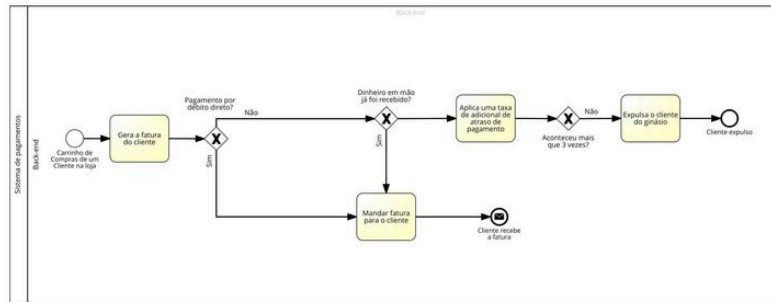 Back-end
Sistema de pagamentos
Back-end
Carrinho de
Compras de um
Cliente na loja
Gera a fatura
do cliente
Pagamento por
débito direto?
Não
Sim
Dinheiro em mão
já foi recebido?
Sim
Mandar fatura
para o cliente
Cliente recebe
a fatura
Aplica uma taxa
de adicional de
atraso de
pagamento
Aconteceu mais
que 3 vezes?
Não
Expulsa o cliente
do ginásio
Cliente expulso